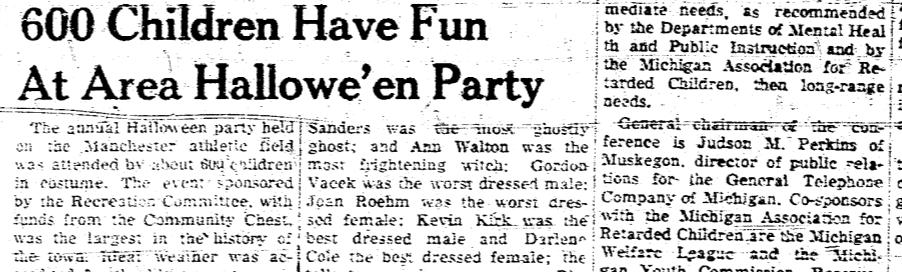 600 Children Have Fun
At Area Hallowe'en Party
The annual Halloween party held
on the Manchester athletic field
was attended by about 600 children
in costume. The event sponsored
by the Recreation Committee, with
funds from the Community Chest,
was the largest in the history of
the town. Ideal weather was ac-
Sanders was the most ghostly
ghost; and Ann Walton was the
most frightening witch; Gordon
Vacek was the worst dressed male;
Joan Roehm was the worst dres-
sed female; Kevin Kirk was the
best dressed male and Darlene
Cole the best dressed female; the
mediate needs, as recommended
by the Departments of Mental Heal
th and Public Instruction and by
the Michigan Association for Re-
tarded Children, then long-range
needs.
General chairman of the con-
ference is Judson M. Perkins of
Muskegon, director of public rela-
tions for the General Telephone
Company of Michigan. Co-sponsors
with the Michigan Association for
Retarded Children are the Michigan
Welfare League and the Michi-
gan Youth Commission.